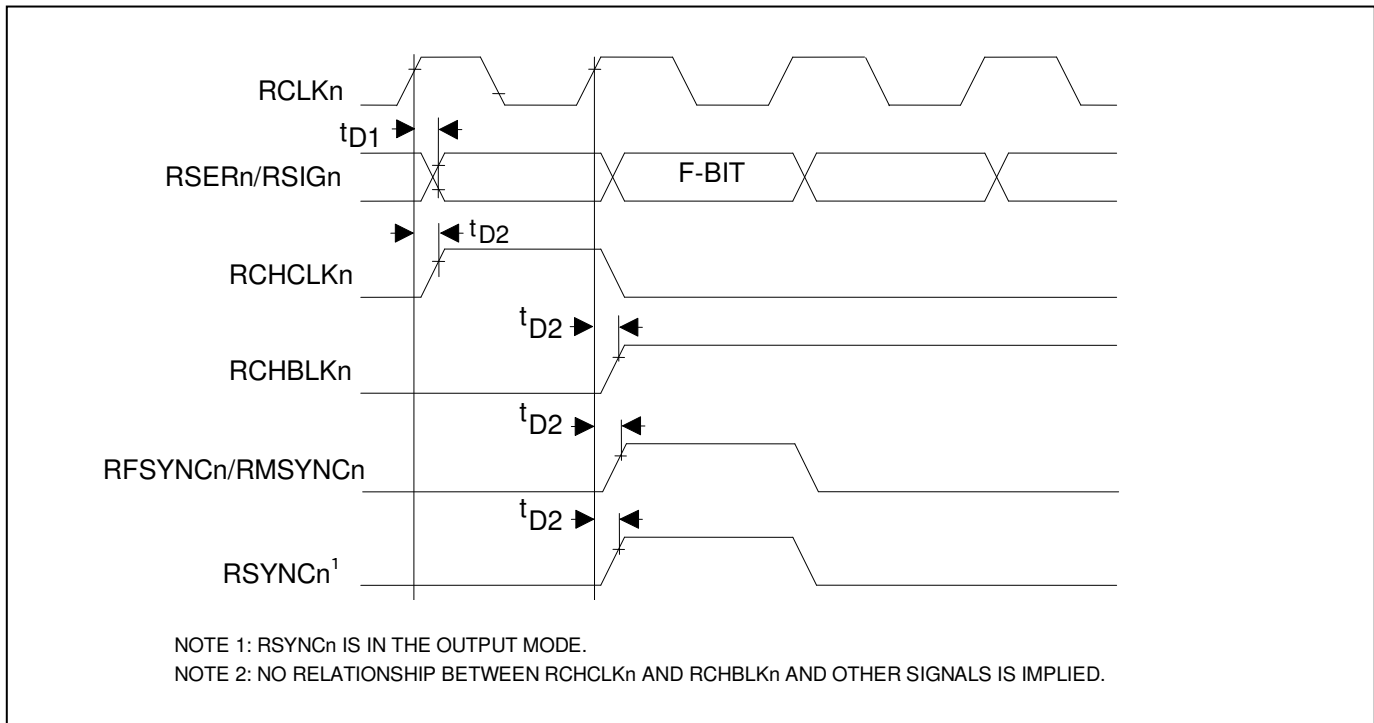 RCLKn
tD1
RSERn/RSIGn
F-BIT
tD2
RCHCLKn
tD2
RCHBLKn
tD2
RFSYNCn/RMSYNCn
tD2
RSYNCn¹
NOTE 1: RSYNCn IS IN THE OUTPUT MODE.
NOTE 2: NO RELATIONSHIP BETWEEN RCHCLKn AND RCHBLKn AND OTHER SIGNALS IS IMPLIED.